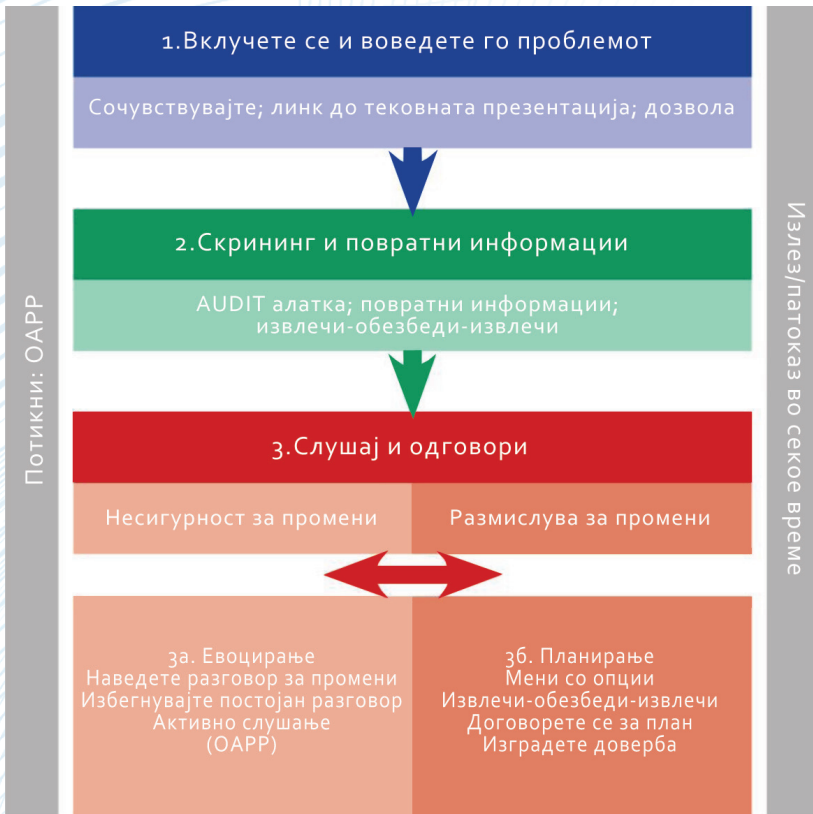 1.Вклучете се и воведете го проблемот
Сочувствувајте; линк до тековната презентација; дозвола
2.Скрининг и повратни информации
AUDIT алатка; повратни информации;
извлечи-обезбеди-извлечи
3.Слушај и одговори
Несигурност за промени
Размислува за промени
3а. Евоцирање
Наведете разговор за промени
Избегнувајте постојан разговор
Активно слушање
(ОАРР)
3б. Планирање
Мени со опции
Извлечи-обезбеди-извлечи
Договорете се за план
Изградете доверба
Потикни: ОАРР
Излез/патоказ во секое време